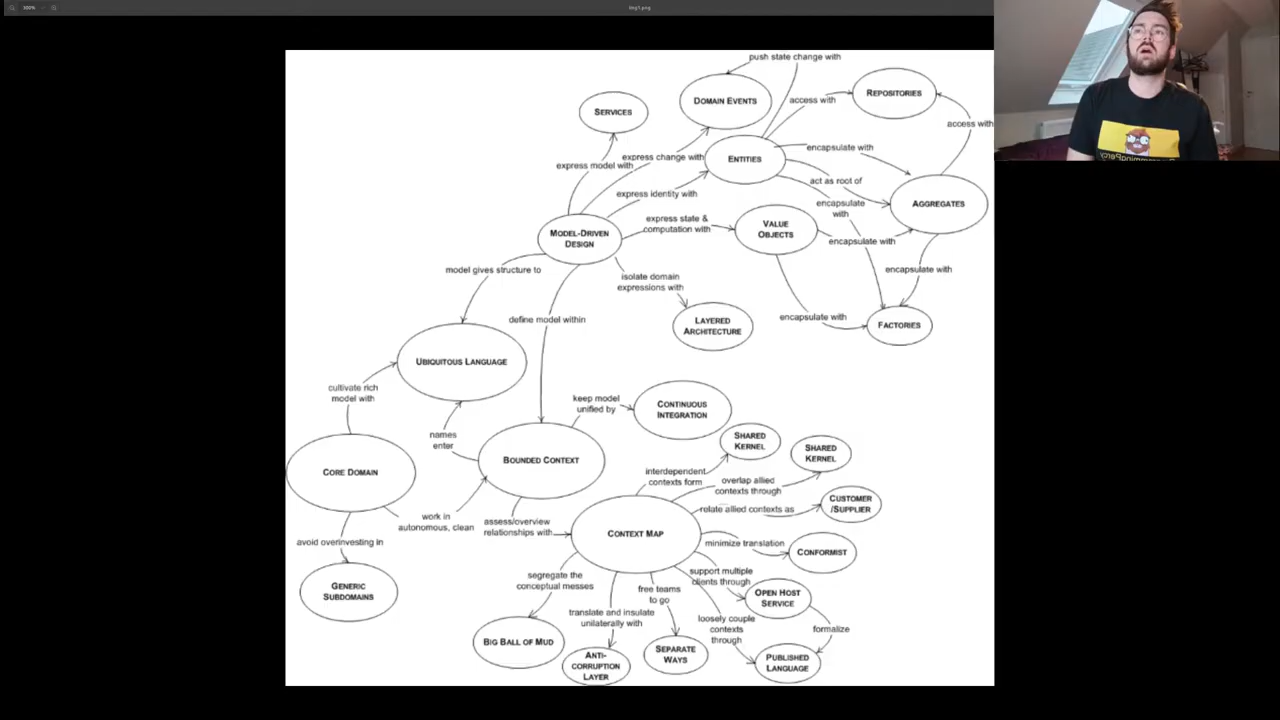 100%
img1.png
push state change with
DOMAIN EVENTS
REPOSITORIES
access with
SERVICES
access with
express change with
encapsulate with
express model with
ENTITIES
act as root of
express identity with
encapsulate
with
AGGREGATES
express state &
computation with
VALUE
OBJECTS
encapsulate with
MODEL-DRIVEN
DESIGN
model gives structure to
isolate domain
expressions with
encapsulate with
define model within
LAYERED
ARCHITECTURE
encapsulate with
FACTORIES
UBIQUITOUS LANGUAGE
cultivate rich
model with
keep model
unified by
CONTINUOUS
INTEGRATION
names
enter
SHARED
KERNEL
SHARED
KERNEL
BOUNDED CONTEXT
CORE DOMAIN
interdependent
contexts form
overlap allied
contexts through
relate allied contexts as
CUSTOMER
/SUPPLIER
work in
autonomous, clean
assess/overview
relationships with
CONTEXT MAP
minimize translation
CONFORMIST
avoid overinvesting in
segregate the
conceptual messes
support multiple
clients through
GENERIC
SUBDOMAINS
free teams
to go
OPEN HOST
SERVICE
translate and insulate
unilaterally with
loosely couple
contexts
through
formalize
BIG BALL OF MUD
ANTI-
CORRUPTION
LAYER
SEPARATE
WAYS
PUBLISHED
LANGUAGE